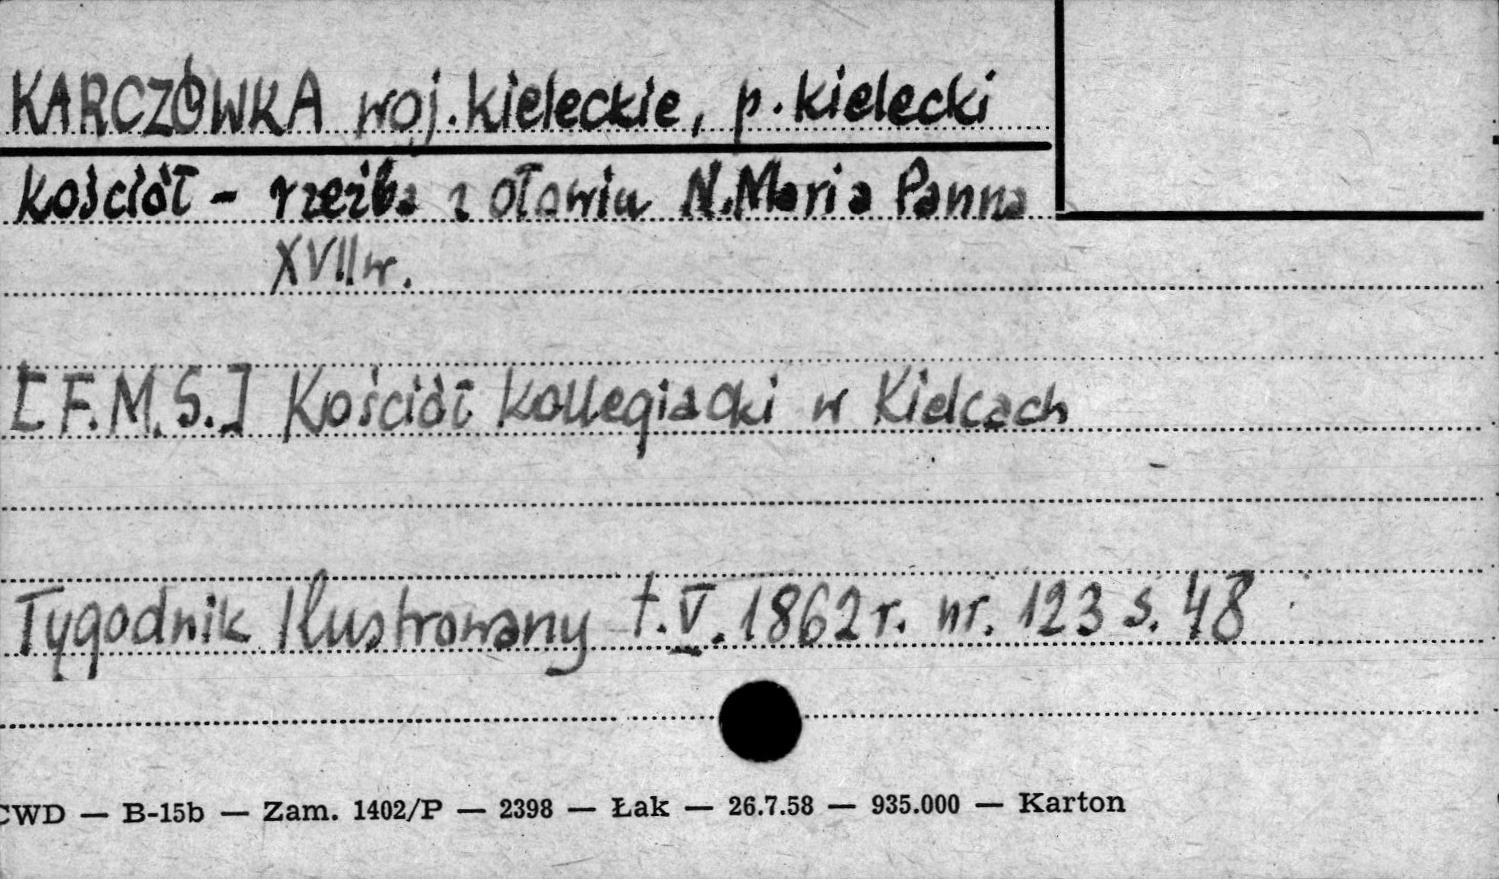 KARCZÓWKA woj. kieleckie, p. kielecki
kościół - rzeźba z ołowiu N. Maria Panna
XVII w.
[F.M.S.] Kościół kollegiacki w Kielcach
Tygodnik Ilustrowany t. V. 1862 r. nr. 123 s. 48
CWD — B-15b — Zam. 1402/P — 2398 — Łak — 26.7.58 — 935.000 — Karton